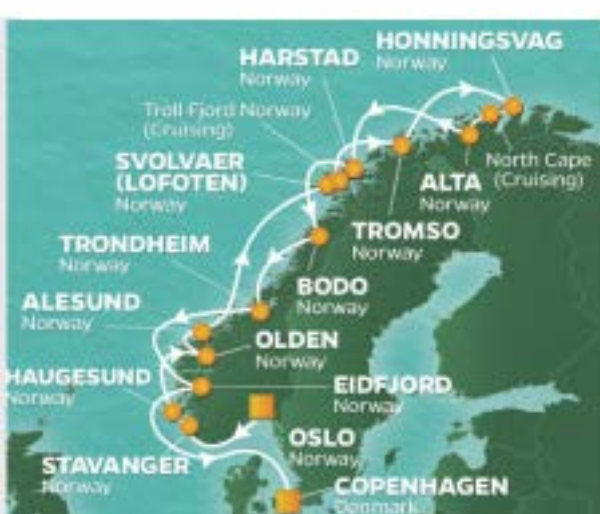 HONNINGSVAG
Norway
HARSTAD
Norway
Troll Fjord Norway
(Cruising)
SVOLVAER
(LOFOTEN)
Norway
North Cape
(Cruising)
ALTA
Norway
TROMSO
Norway
TRONDHEIM
Norway
BODO
Norway
ALESUND
Norway
OLDEN
Norway
HAUGESUND
Norway
EIDFJORD
Norway
OSLO
Norway
STAVANGER
Norway
COPENHAGEN
Denmark